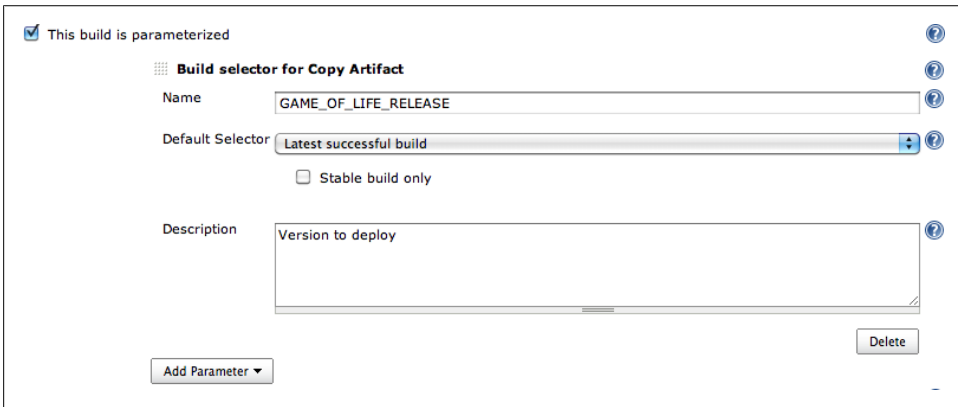 This build is parameterized
Build selector for Copy Artifact
Name GAME_OF_LIFE_RELEASE
Default Selector Latest successful build
Stable build only
Description Version to deploy
Delete
Add Parameter